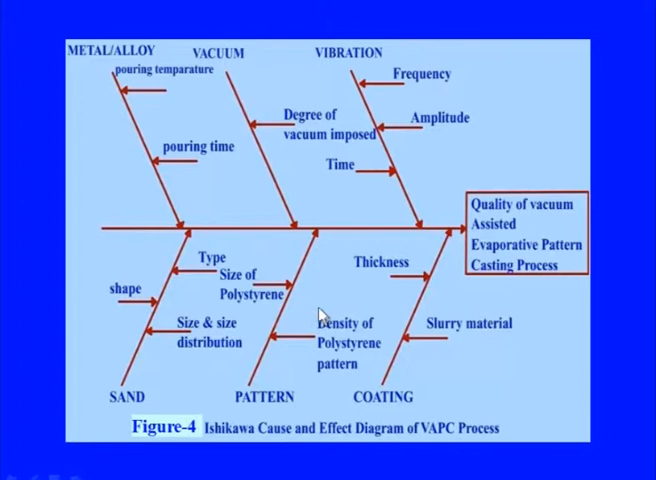 METAL/ALLOY
VACUUM
VIBRATION
pouring temparature
Frequency
Degree of
vacuum imposed
Amplitude
pouring time
Time
Quality of vacuum
Assisted
Evaporative Pattern
Casting Process
Type
Size of
Polystyrene
Thickness
shape
Size & size
distribution
Density of
Polystyrene
pattern
Slurry material
SAND
PATTERN
COATING
Figure-4 Ishikawa Cause and Effect Diagram of VAPC Process